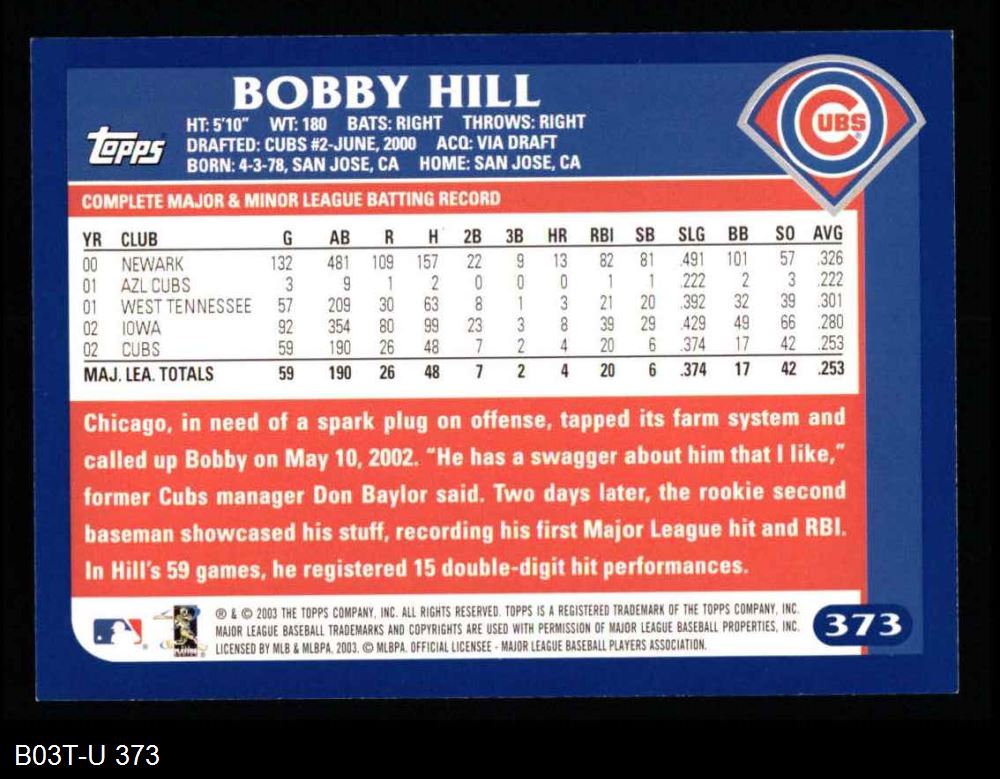 BOBBY HILL
CUBS
Topps
HT: 5'10" WT: 180 BATS: RIGHT THROWS: RIGHT
DRAFTED: CUBS #2-JUNE, 2000 ACQ: VIA DRAFT
BORN: 4-3-78, SAN JOSE, CA HOME: SAN JOSE, CA
COMPLETE MAJOR & MINOR LEAGUE BATTING RECORD
YR CLUB G AB R H 2B 3B HR RBI SB SLG BB SO AVG
00 NEWARK 132 481 109 157 22 9 13 82 81 .491 101 57 .326
01 AZL CUBS 3 9 1 2 0 0 0 1 1 .222 2 3 .222
01 WEST TENNESSEE 57 209 30 63 8 1 3 21 20 .392 32 39 .301
02 IOWA 92 354 80 99 23 3 8 39 29 .429 49 66 .280
02 CUBS 59 190 26 48 7 2 4 20 6 .374 17 42 .253
MAJ. LEA. TOTALS 59 190 26 48 7 2 4 20 6 .374 17 42 .253
Chicago, in need of a spark plug on offense, tapped its farm system and
called up Bobby on May 10, 2002. "He has a swagger about him that I like,"
former Cubs manager Don Baylor said. Two days later, the rookie second
baseman showcased his stuff, recording his first Major League hit and RBI.
In Hill's 59 games, he registered 15 double-digit hit performances.
® & © 2003 THE TOPPS COMPANY, INC. ALL RIGHTS RESERVED. TOPPS IS A REGISTERED TRADEMARK OF THE TOPPS COMPANY, INC.
MAJOR LEAGUE BASEBALL TRADEMARKS AND COPYRIGHTS ARE USED WITH PERMISSION OF MAJOR LEAGUE BASEBALL PROPERTIES, INC.
LICENSED BY MLB & MLBPA, 2003. © MLBPA. OFFICIAL LICENSEE - MAJOR LEAGUE BASEBALL PLAYERS ASSOCIATION.
373
B03T-U 373